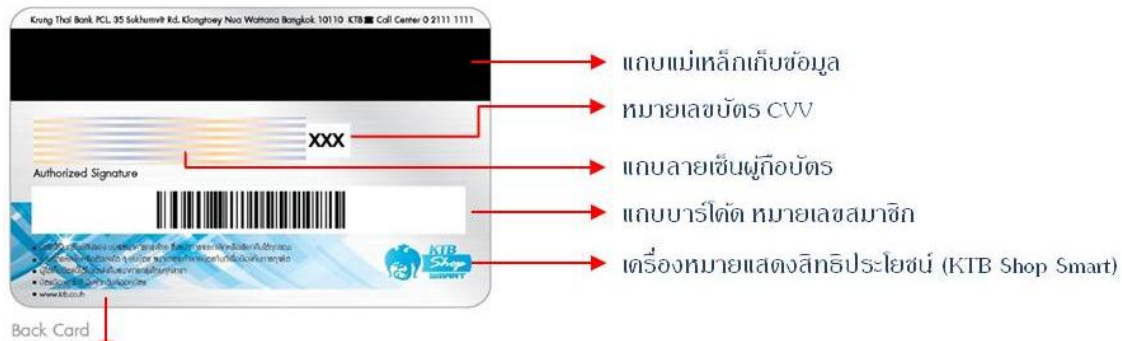 Krung Thai Bank PCL. 35 Sukhumvit Rd. Klongtoey Nua Wattana Bangkok 10110 KTB☎ Call Center 0 2111 1111
แถบแม่เหล็กเก็บข้อมูล
หมายเลขบัตร CVV
XXX
แถบลายเซ็นผู้ถือบัตร
Authorized Signature
แถบบาร์โค้ด หมายเลขสมาชิก
KTB
Shop
SMART
เครื่องหมายแสดงสิทธิประโยชน์ (KTB Shop Smart)
• www.ktb.co.th
Back Card